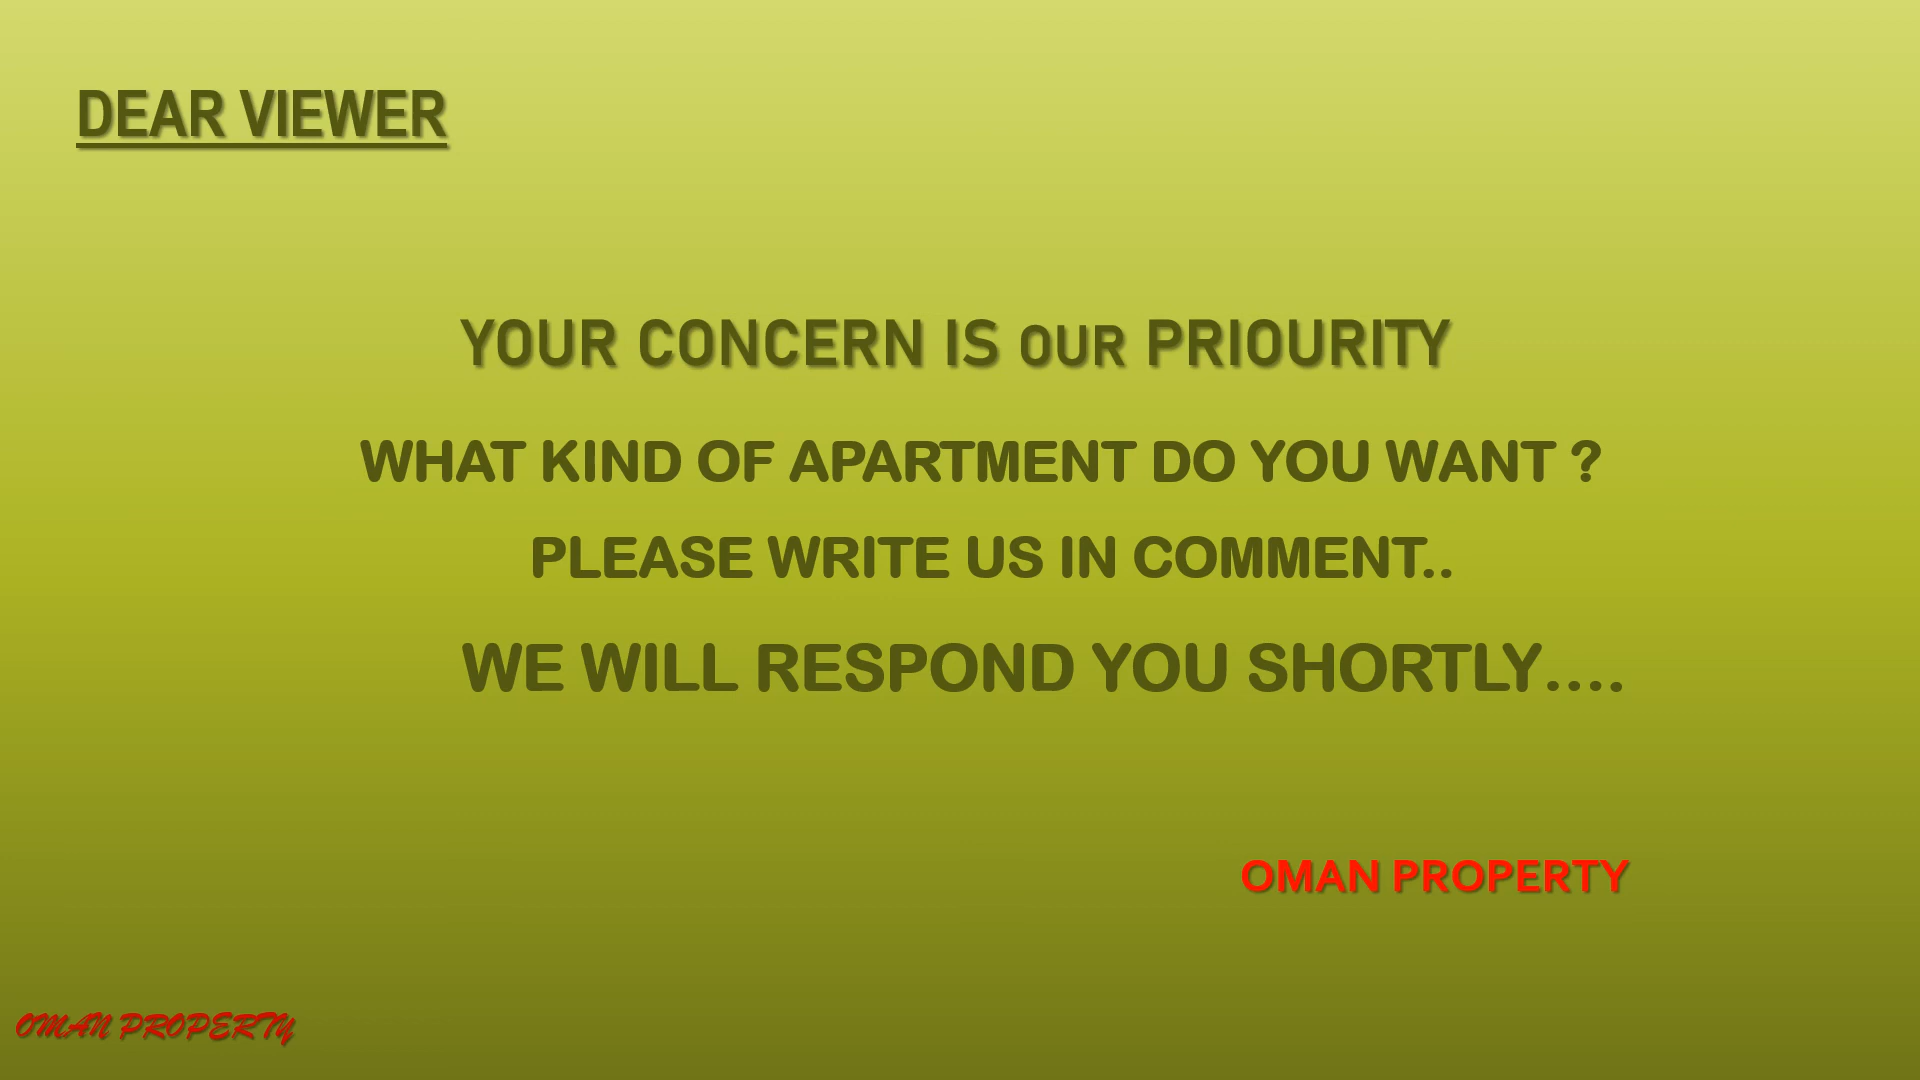 DEAR VIEWER
YOUR CONCERN IS OUR PRIOURITY
WHAT KIND OF APARTMENT DO YOU WANT ?
PLEASE WRITE US IN COMMENT..
WE WILL RESPOND YOU SHORTLY....
OMAN PROPERTY
OMAN PROPERTY